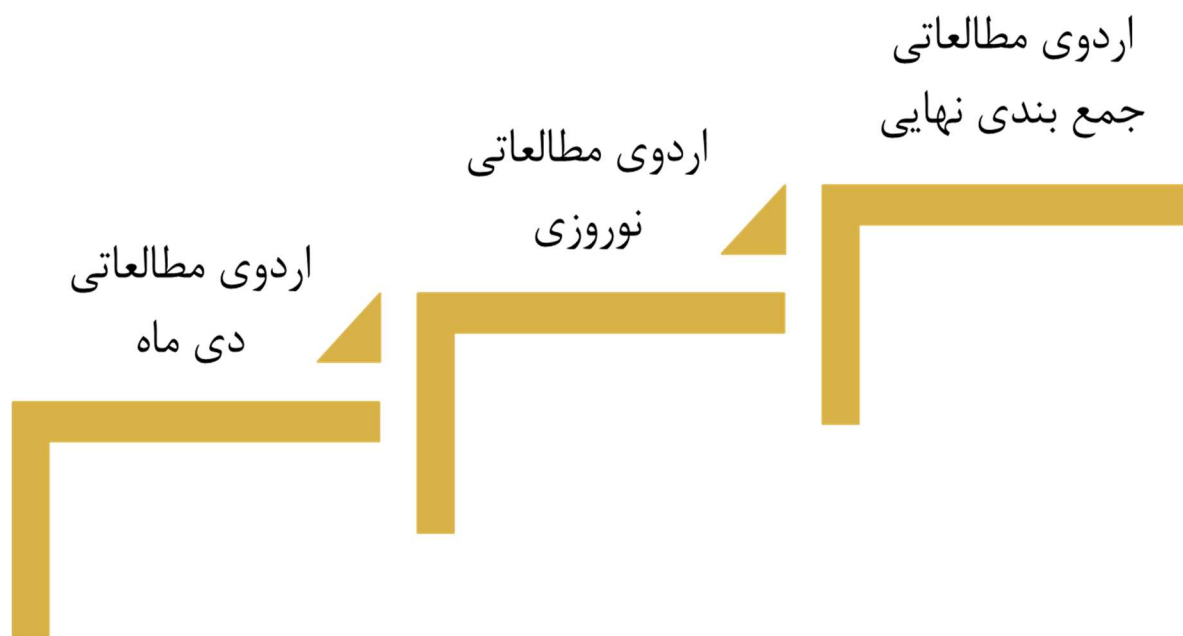 اردوی مطالعاتی
جمع بندی نهایی
اردوی مطالعاتی
نوروزی
اردوی مطالعاتی
دی ماه